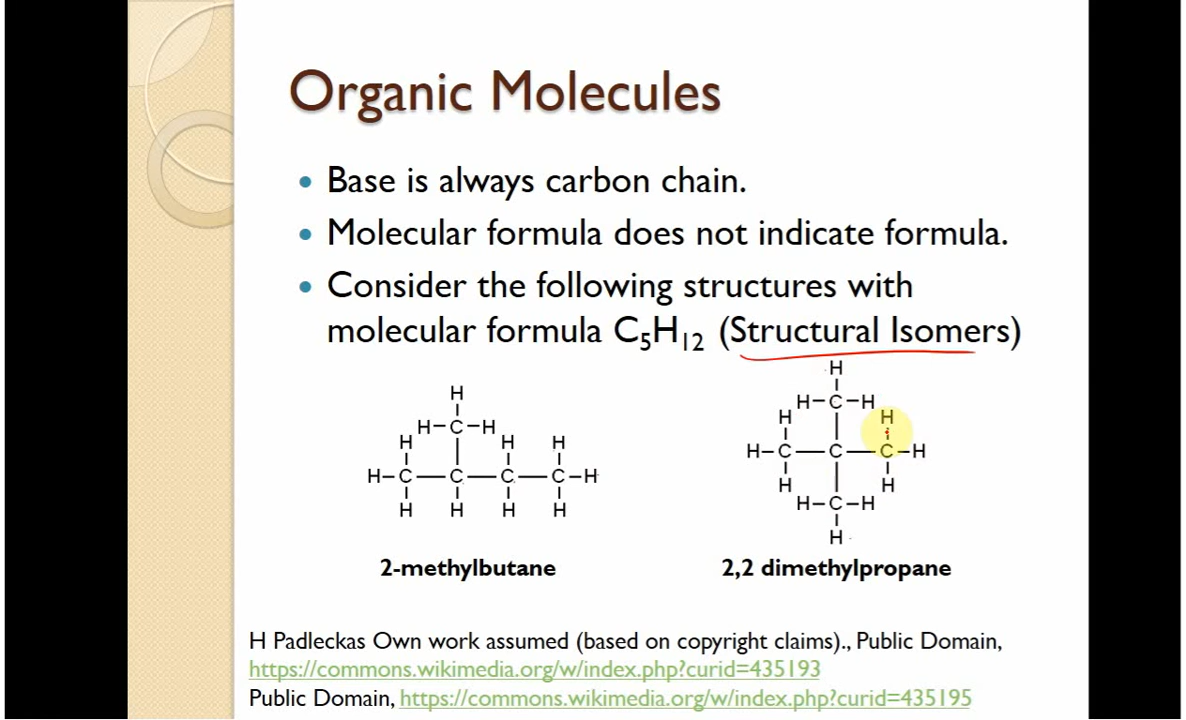 Organic Molecules
Base is always carbon chain.
Molecular formula does not indicate formula.
Consider the following structures with
molecular formula C₅H₁₂ (Structural Isomers)
H
H-C-H
H H H
H-C—C—C—C-H
H H H H
2-methylbutane
H
H-C-H
H H
H-C—C—C-H
H H
H-C-H
H
2,2 dimethylpropane
H Padleckas Own work assumed (based on copyright claims)., Public Domain,
https://commons.wikimedia.org/w/index.php?curid=435193
Public Domain, https://commons.wikimedia.org/w/index.php?curid=435195